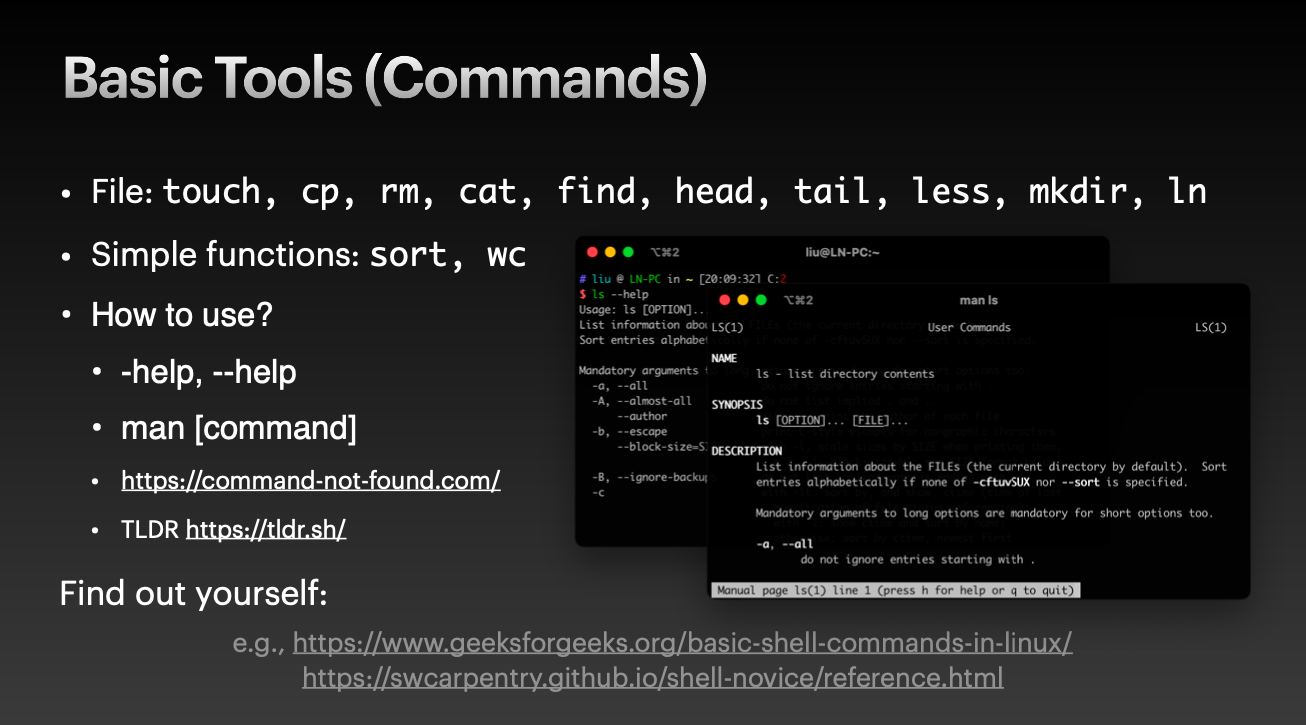 Basic Tools (Commands)
• File: touch, cp, rm, cat, find, head, tail, less, mkdir, ln
• Simple functions: sort, wc
• How to use?
• -help, --help
• man [command]
• https://command-not-found.com/
• TLDR https://tldr.sh/
⌥⌘2 liu@LN-PC:~
# liu @ LN-PC in ~ [20:09:32] C:2
$ ls --help
Usage: ls [OPTION]..
List information abou
Sort entries alphabet
Mandatory arguments
-a, --all
-A, --almost-all
--author
-b, --escape
--block-size=SI
-B, --ignore-backup
-c
⌥⌘2 man ls
LS(1) User Commands LS(1)
NAME
ls - list directory contents
SYNOPSIS
ls [OPTION]... [FILE]...
DESCRIPTION
List information about the FILEs (the current directory by default). Sort
entries alphabetically if none of -cftuvSUX nor --sort is specified.
Mandatory arguments to long options are mandatory for short options too.
-a, --all
do not ignore entries starting with .
Manual page ls(1) line 1 (press h for help or q to quit)
Find out yourself:
e.g., https://www.geeksforgeeks.org/basic-shell-commands-in-linux/
https://swcarpentry.github.io/shell-novice/reference.html